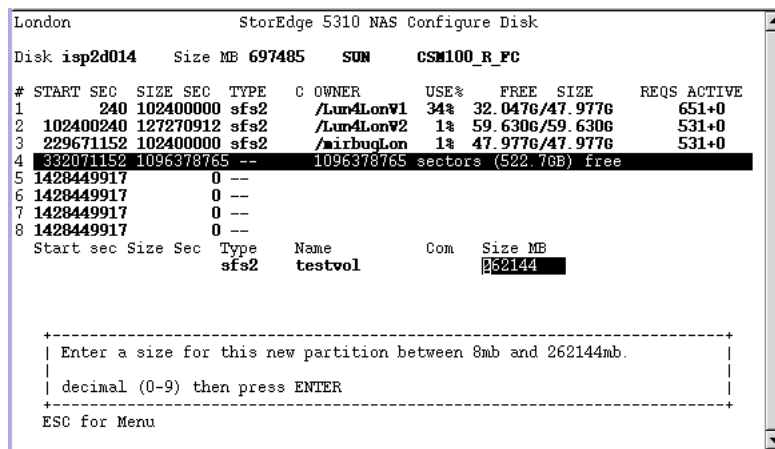 London StorEdge 5310 NAS Configure Disk
Disk isp2d014 Size MB 697485 SUN CSM100_R_FC
# START SEC SIZE SEC TYPE C OWNER USE% FREE SIZE REQS ACTIVE
1 240 102400000 sfs2 /Lun4LonV1 34% 32.047G/47.977G 651+0
2 102400240 127270912 sfs2 /Lun4LonV2 1% 59.630G/59.630G 531+0
3 229671152 102400000 sfs2 /mirbugLon 1% 47.977G/47.977G 531+0
4 332071152 1096378765 -- 1096378765 sectors (522.7GB) free
5 1428449917 0 --
6 1428449917 0 --
7 1428449917 0 --
8 1428449917 0 --
Start sec Size Sec Type Name Com Size MB
sfs2 testvol 262144
Enter a size for this new partition between 8mb and 262144mb.
decimal (0-9) then press ENTER
ESC for Menu